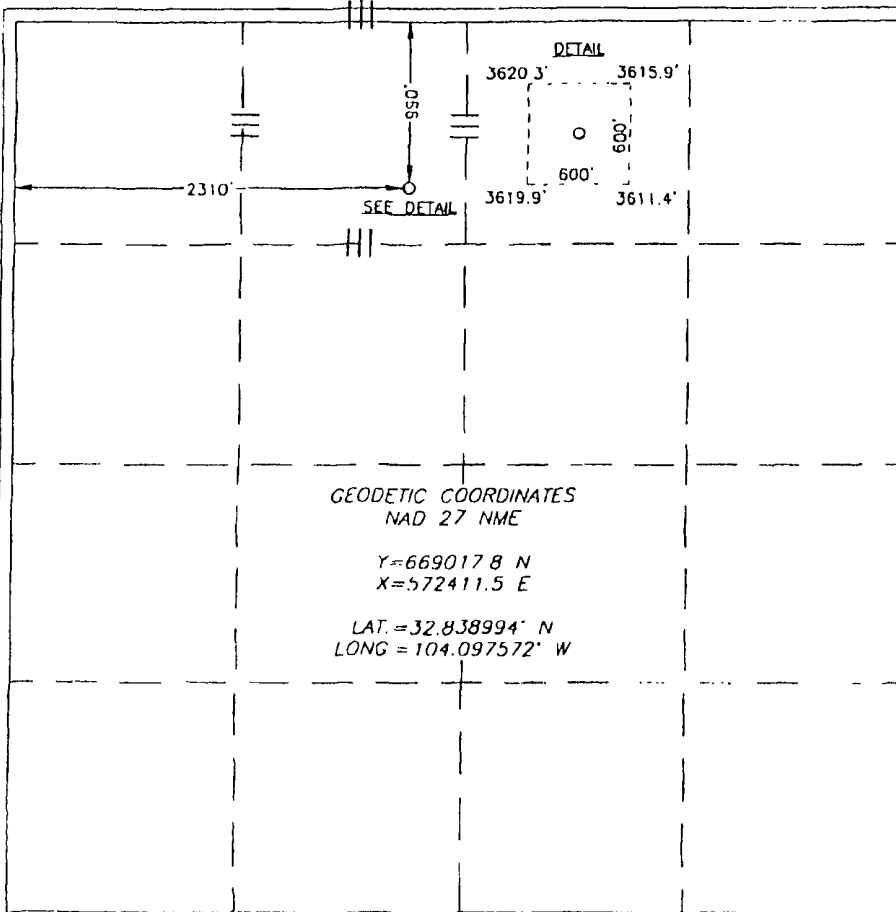 DETAIL
3620.3' 3615.9'
990'
600'
600'
2310'
SEE DETAIL
3619.9' 3611.4'
GEODETIC COORDINATES
NAD 27 NME
Y=669017.8 N
X=572411.5 E
LAT.=32.838994° N
LONG.=104.097572° W